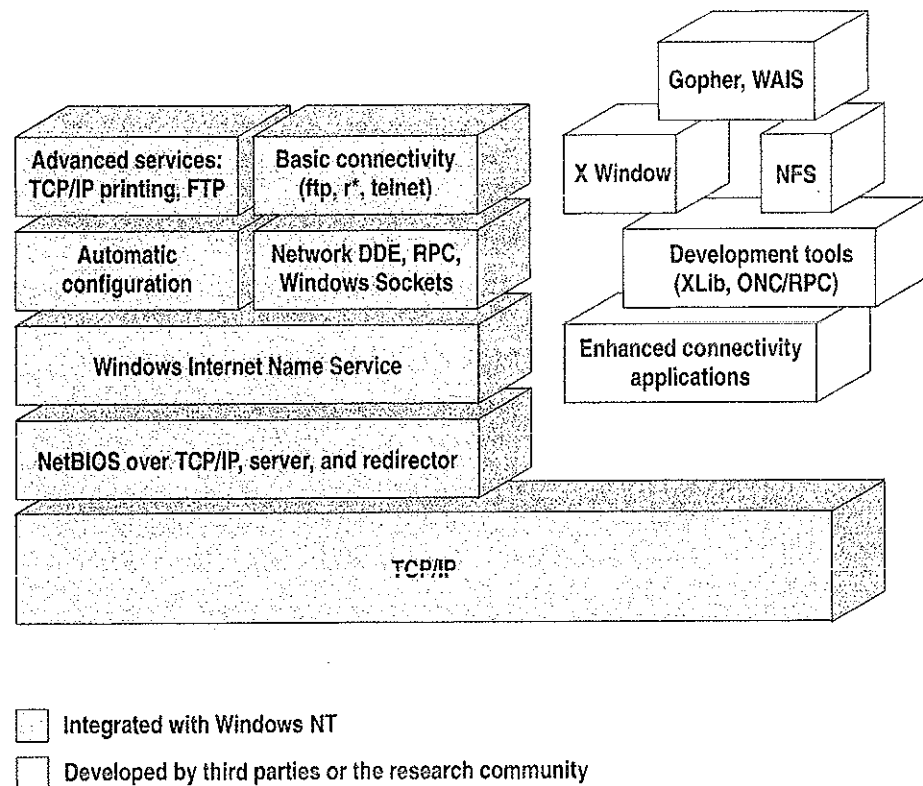 Gopher, WAIS
Advanced services:
TCP/IP printing, FTP
Basic connectivity
(ftp, r*, telnet)
X Window
NFS
Automatic
configuration
Network DDE, RPC,
Windows Sockets
Development tools
(XLib, ONC/RPC)
Windows Internet Name Service
Enhanced connectivity
applications
NetBIOS over TCP/IP, server, and redirector
TCP/IP
Integrated with Windows NT
Developed by third parties or the research community